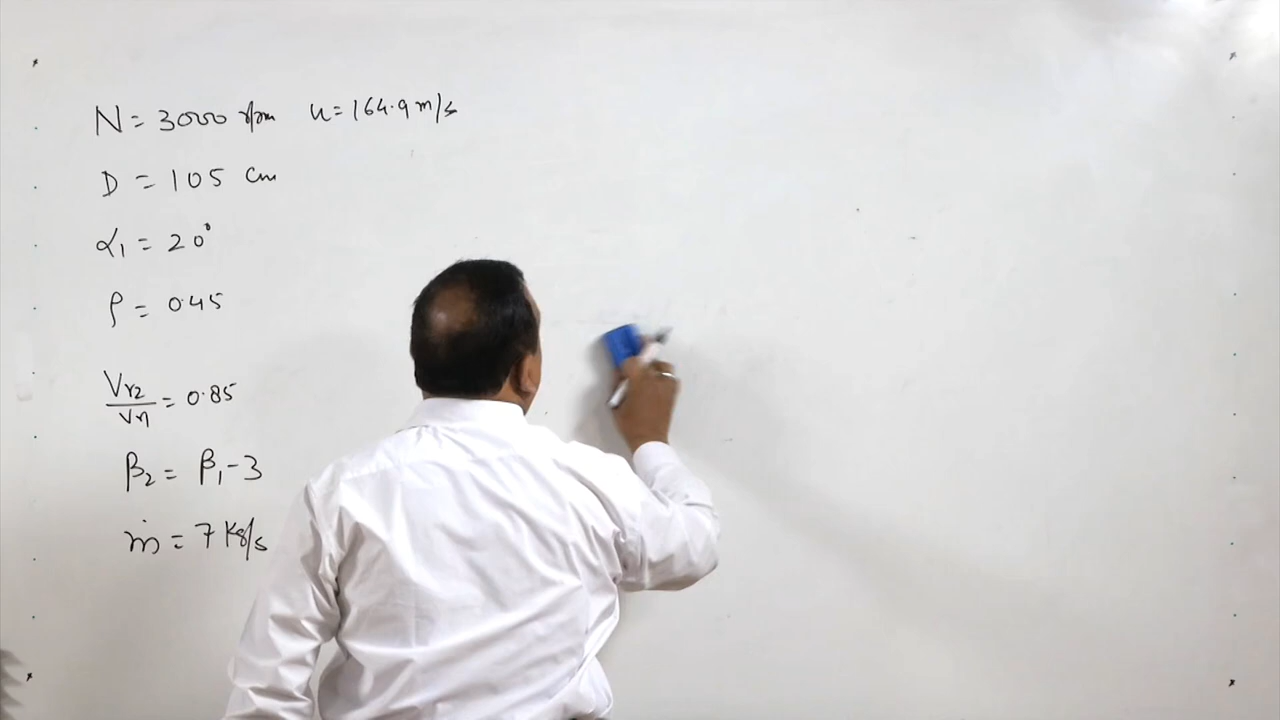 N = 3000 rpm u = 164.9 m/s
D = 105 cm
α₁ = 20°
ρ = 0.45
Vr2/Vr1 = 0.85
β₂ = β₁ - 3
ṁ = 7 Kg/s